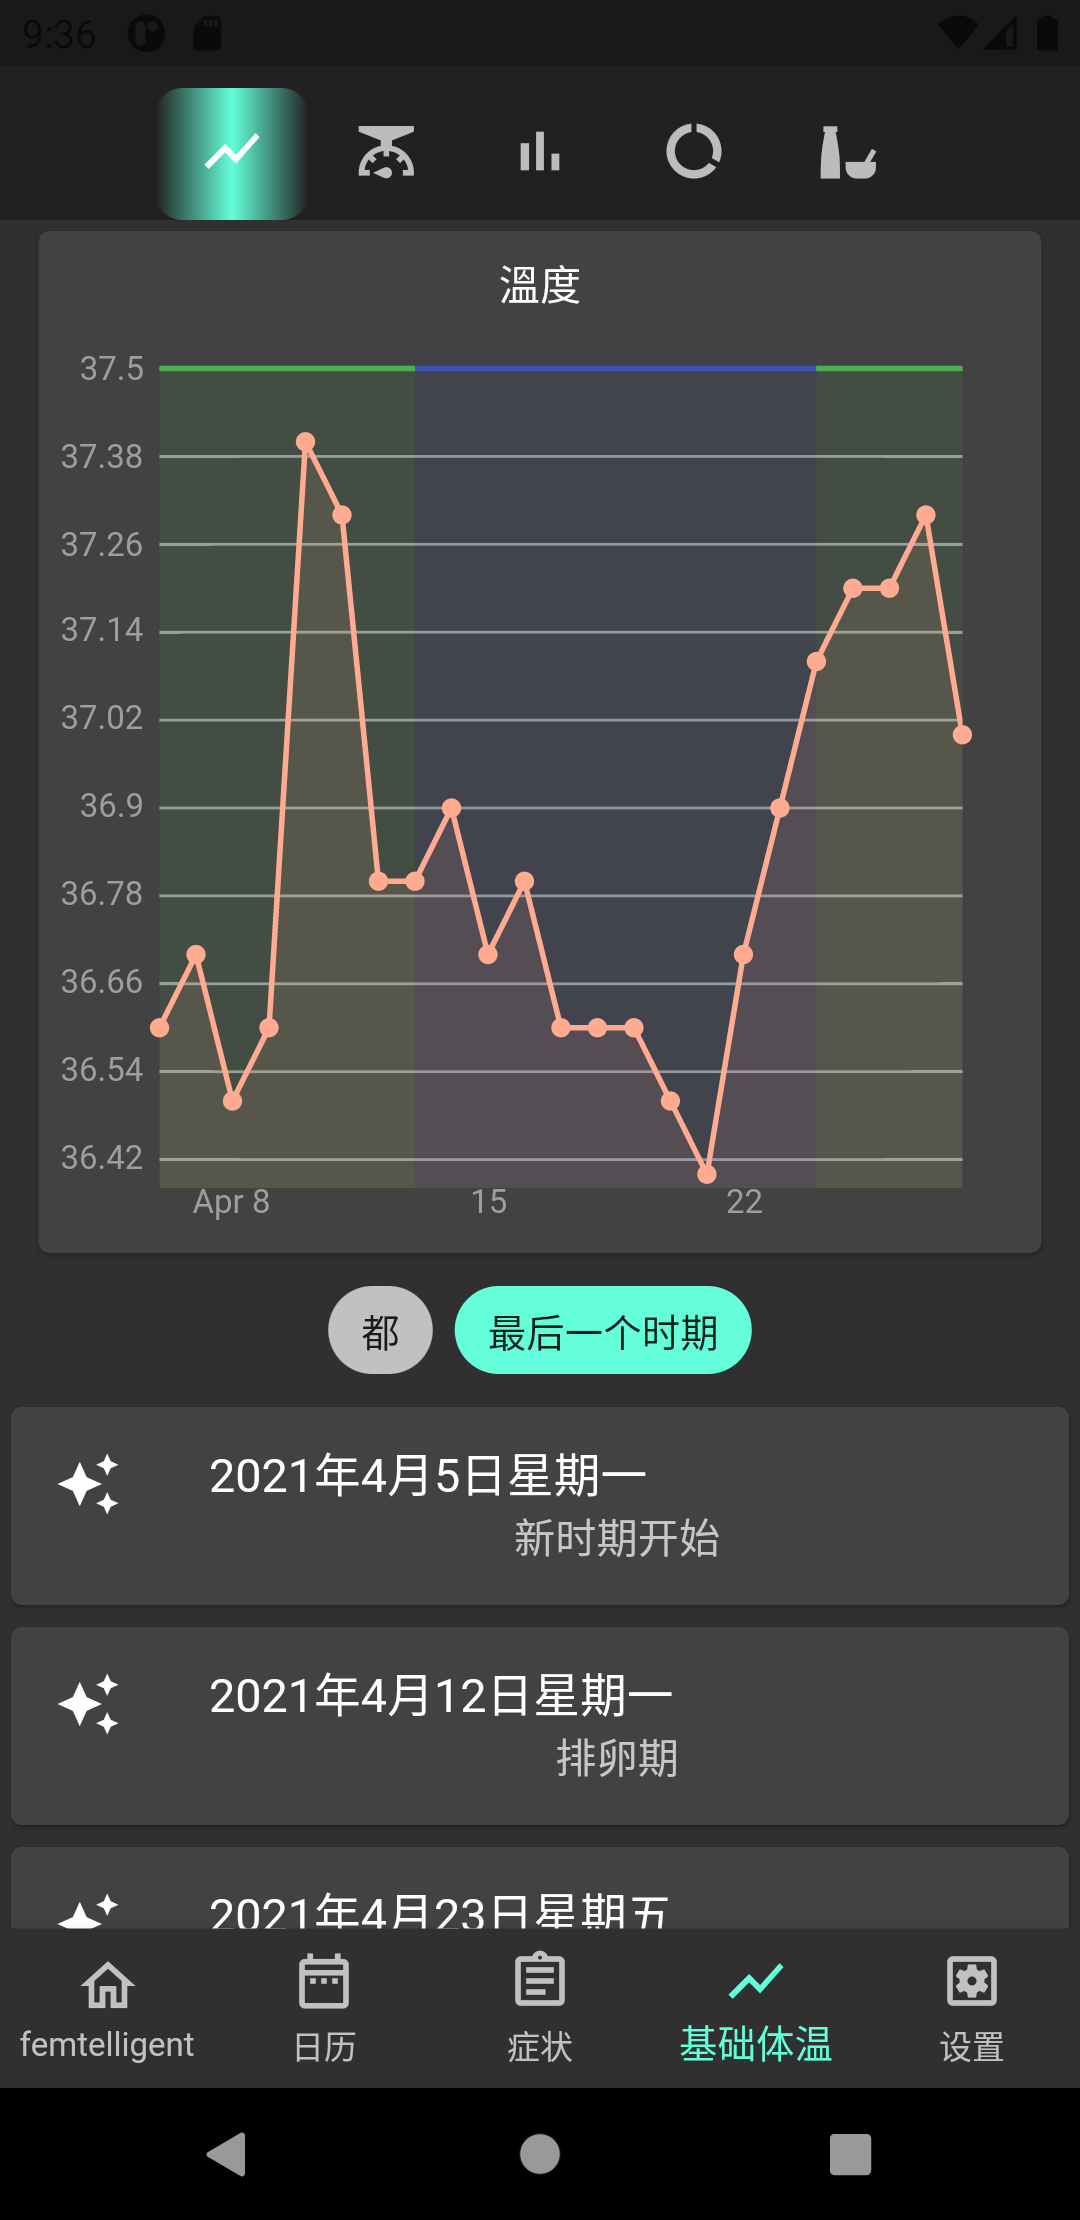 9:36
溫度
37.5
37.38
37.26
37.14
37.02
36.9
36.78
36.66
36.54
36.42
Apr 8 15 22
都 最后一个时期
2021年4月5日星期一
新时期开始
2021年4月12日星期一
排卵期
2021年4月23日星期五
femtelligent 日历 症状 基础体温 设置